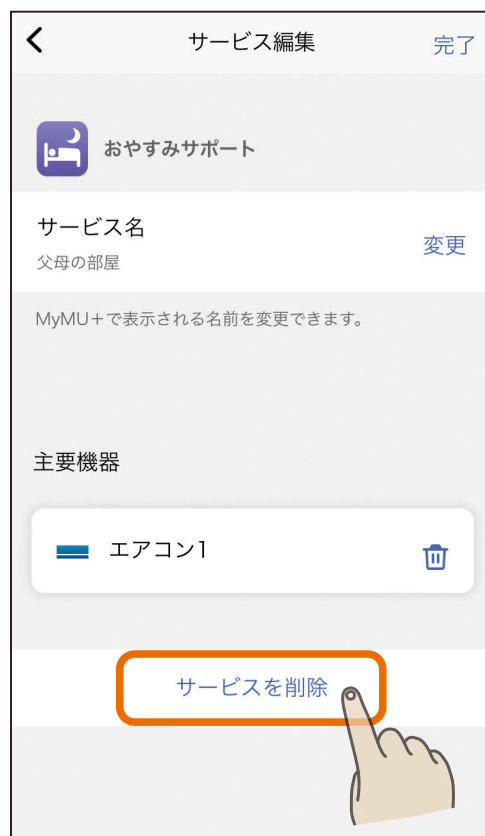 サービス編集
完了
おやすみサポート
サービス名
父母の部屋
変更
MyMU+で表示される名前を変更できます。
主要機器
エアコン1
サービスを削除